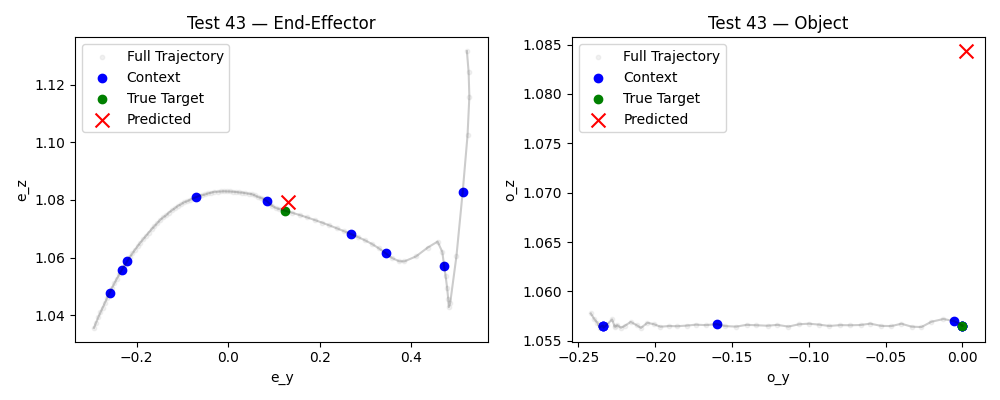 Test 43 — End-Effector
Full Trajectory
Context
True Target
Predicted
e_z
1.12
1.10
1.08
1.06
1.04
−0.2
0.0
0.2
0.4
e_y
Test 43 — Object
Full Trajectory
Context
True Target
Predicted
o_z
1.085
1.080
1.075
1.070
1.065
1.060
1.055
−0.25
−0.20
−0.15
−0.10
−0.05
0.00
o_y